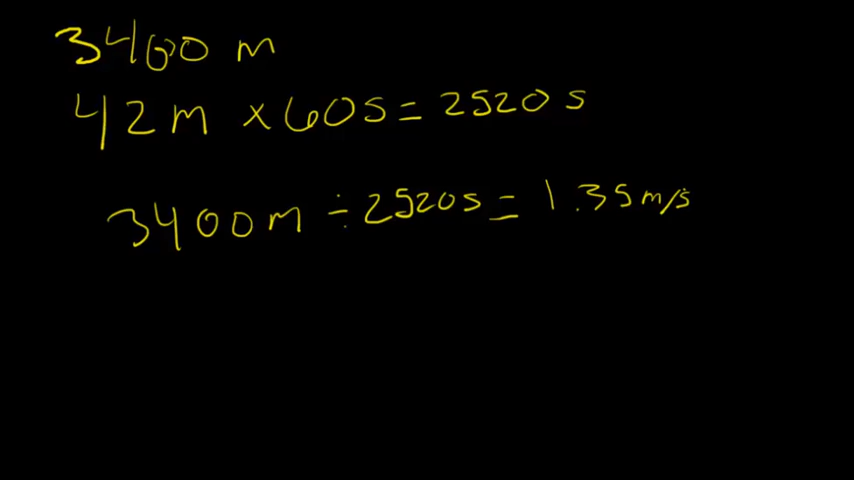 3400 m
42 m × 60 s = 2520 s
3400 m ÷ 2520 s = 1.35 m/s